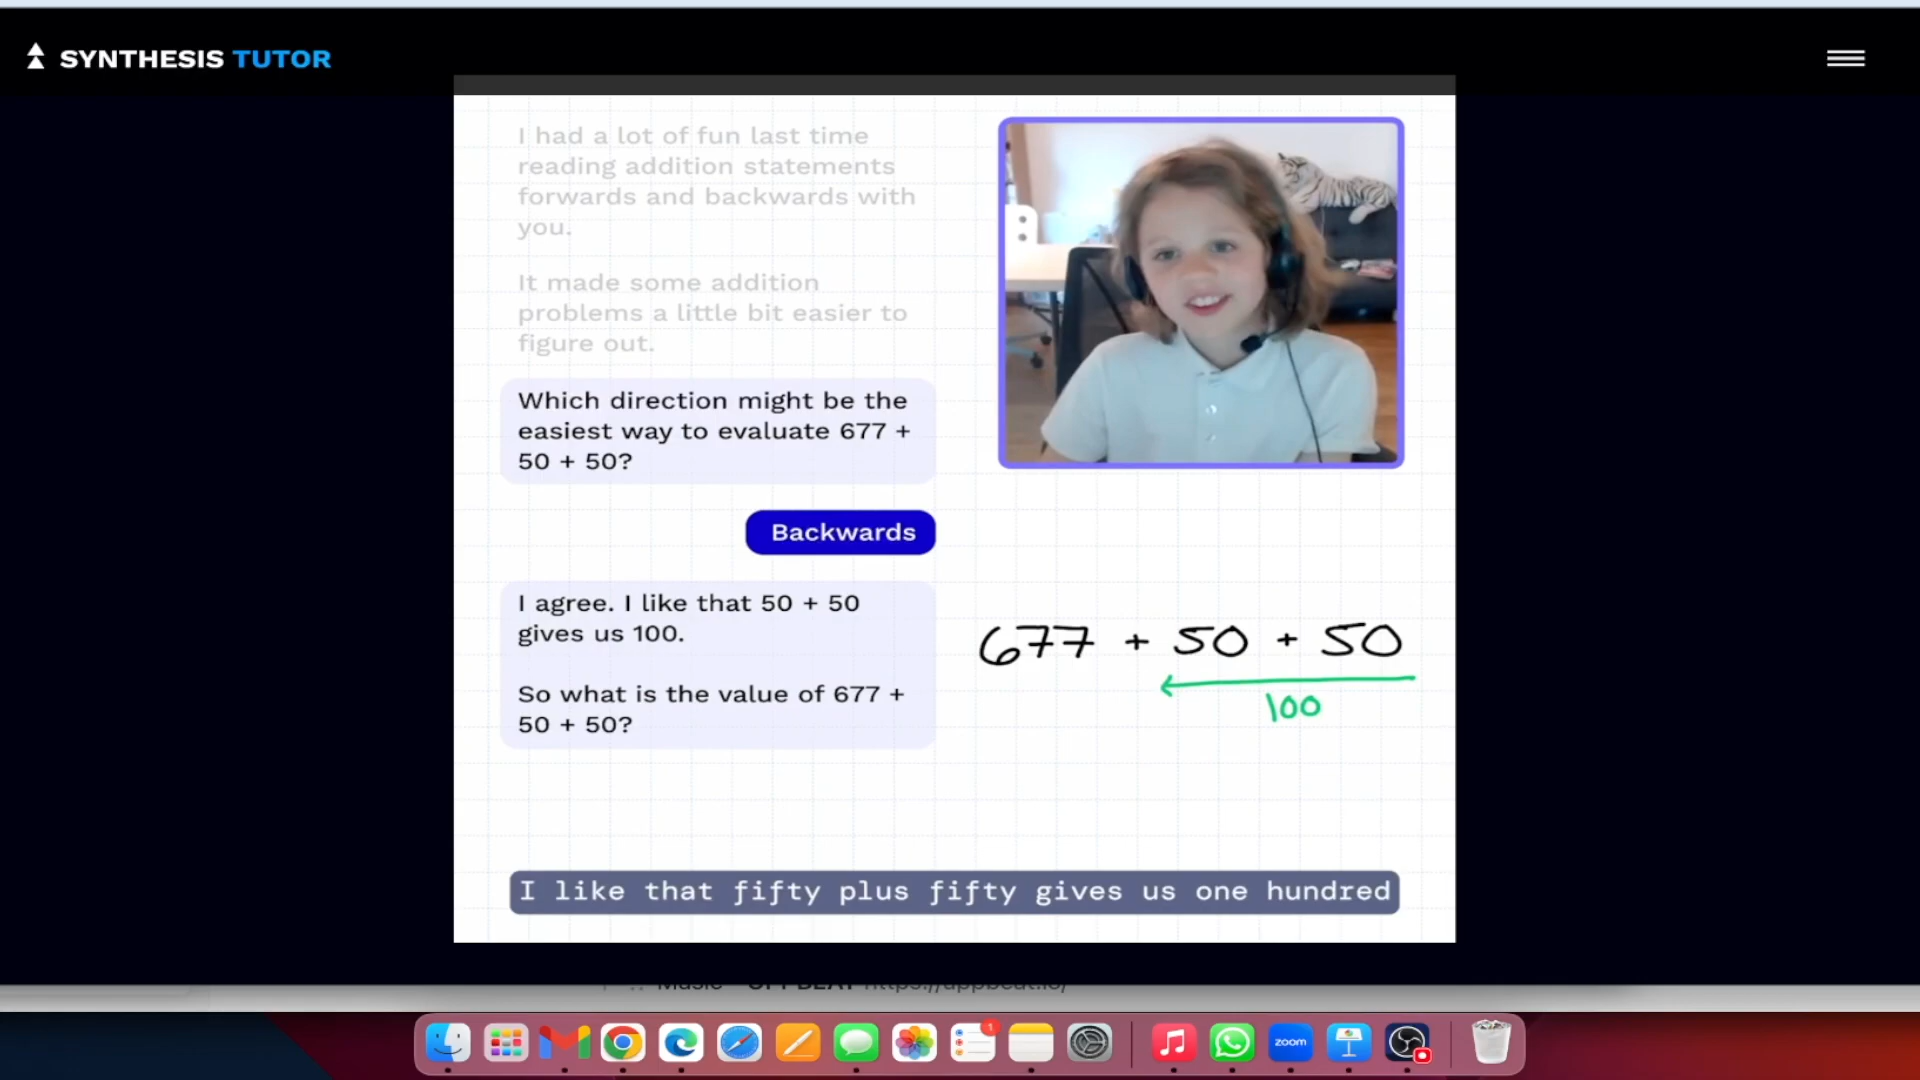 SYNTHESIS TUTOR
I had a lot of fun last time
reading addition statements
forwards and backwards with
you.
It made some addition
problems a little bit easier to
figure out.
Which direction might be the
easiest way to evaluate 677 +
50 + 50?
Backwards
I agree. I like that 50 + 50
gives us 100.
So what is the value of 677 +
50 + 50?
677 + 50 + 50
100
I like that fifty plus fifty gives us one hundred
1
zoom